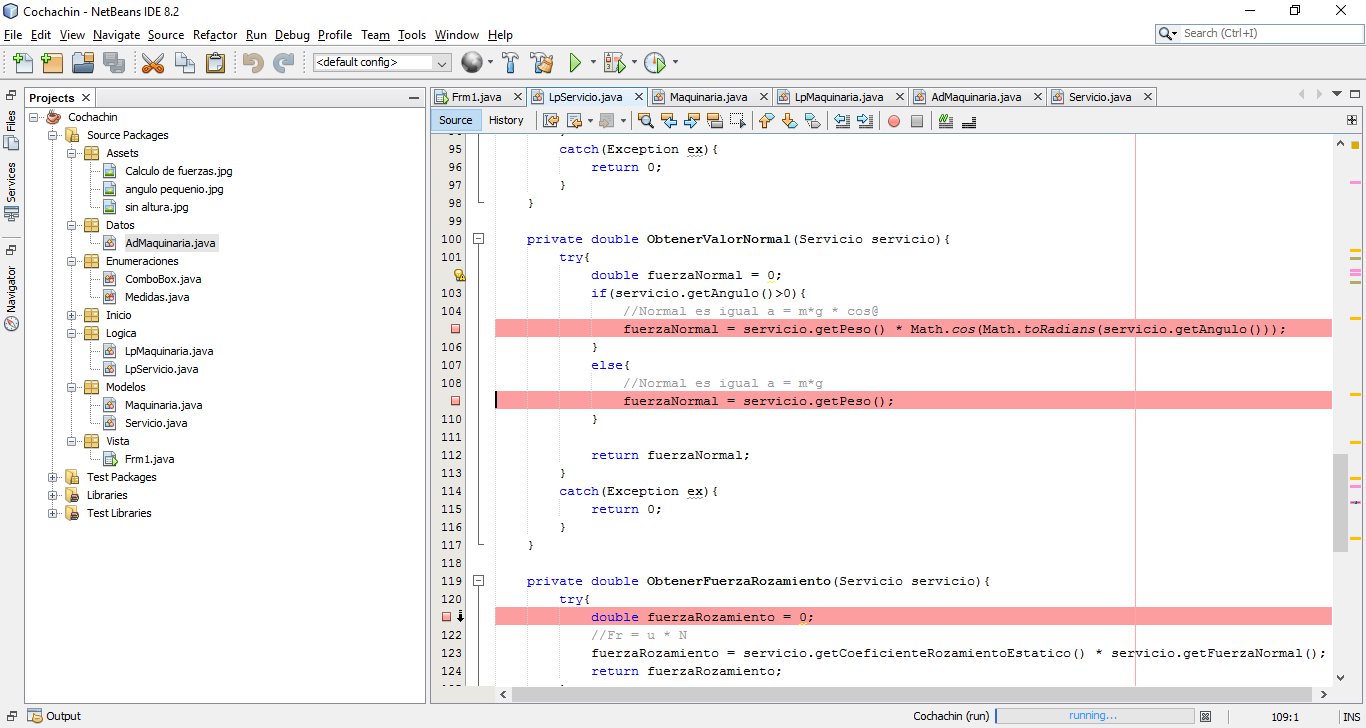 Cochachin - NetBeans IDE 8.2
File Edit View Navigate Source Refactor Run Debug Profile Team Tools Window Help
Search (Ctrl+I)
<default config>
Files
Services
Navigator
Projects
Cochachin
Source Packages
Assets
Calculo de fuerzas.jpg
angulo pequenio.jpg
sin altura.jpg
Datos
AdMaquinaria.java
Enumeraciones
ComboBox.java
Medidas.java
Inicio
Logica
LpMaquinaria.java
LpServicio.java
Modelos
Maquinaria.java
Servicio.java
Vista
Frm1.java
Test Packages
Libraries
Test Libraries
Frm1.java LpServicio.java Maquinaria.java LpMaquinaria.java AdMaquinaria.java Servicio.java
Source History
95 catch(Exception ex){
96 return 0;
97 }
98 }
99
100 private double ObtenerValorNormal(Servicio servicio){
101 try{
double fuerzaNormal = 0;
103 if(servicio.getAngulo()>0){
104 //Normal es igual a = m*g * cos@
fuerzaNormal = servicio.getPeso() * Math.cos(Math.toRadians(servicio.getAngulo()));
106 }
107 else{
108 //Normal es igual a = m*g
fuerzaNormal = servicio.getPeso();
110 }
111
112 return fuerzaNormal;
113 }
114 catch(Exception ex){
115 return 0;
116 }
117 }
118
119 private double ObtenerFuerzaRozamiento(Servicio servicio){
120 try{
double fuerzaRozamiento = 0;
122 //Fr = u * N
123 fuerzaRozamiento = servicio.getCoeficienteRozamientoEstatico() * servicio.getFuerzaNormal();
124 return fuerzaRozamiento;
Output
Cochachin (run) running... 109:1 INS